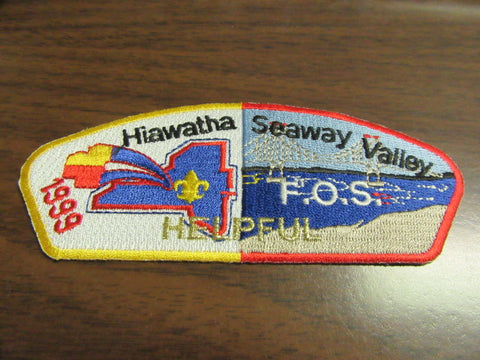 Hiawatha Seaway Valley
1999
F.O.S.
HELPFUL